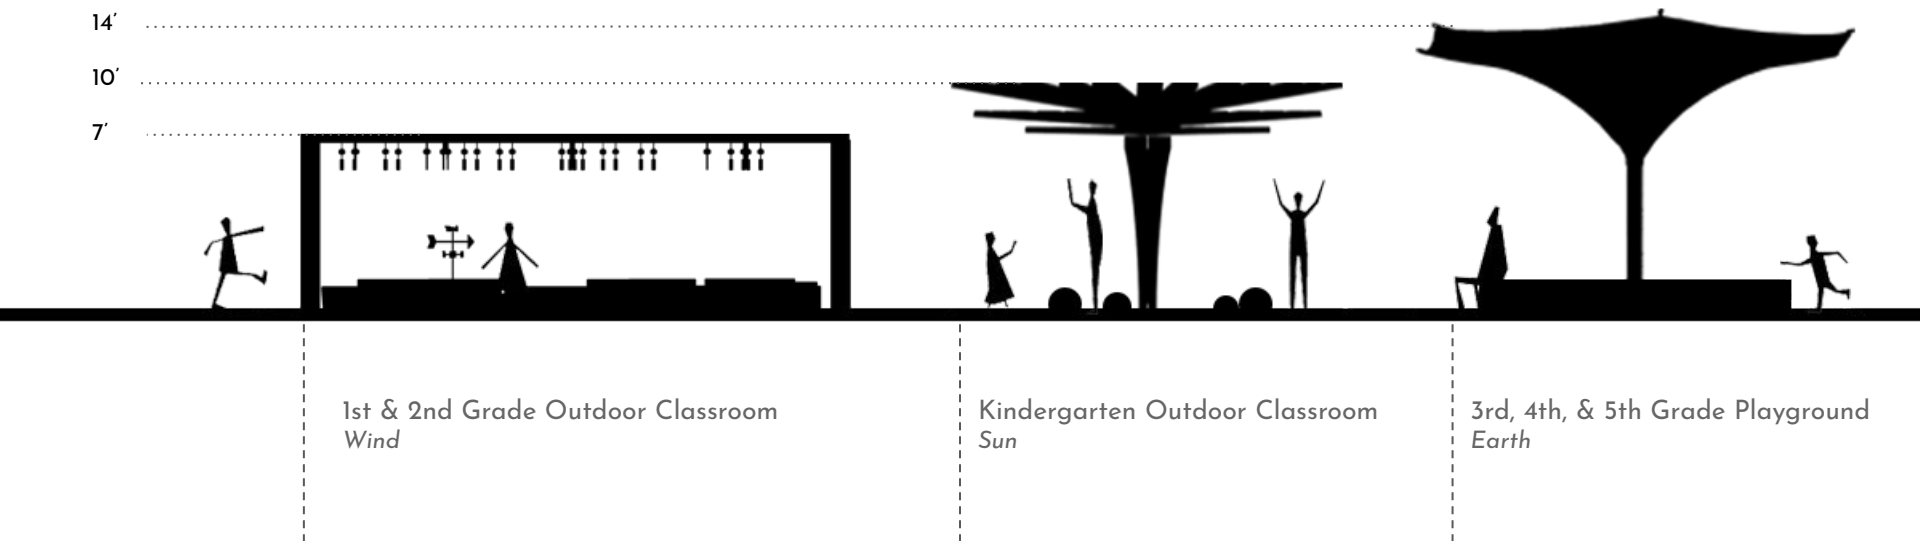 14'
10'
7'
1st & 2nd Grade Outdoor Classroom
Wind
Kindergarten Outdoor Classroom
Sun
3rd, 4th, & 5th Grade Playground
Earth